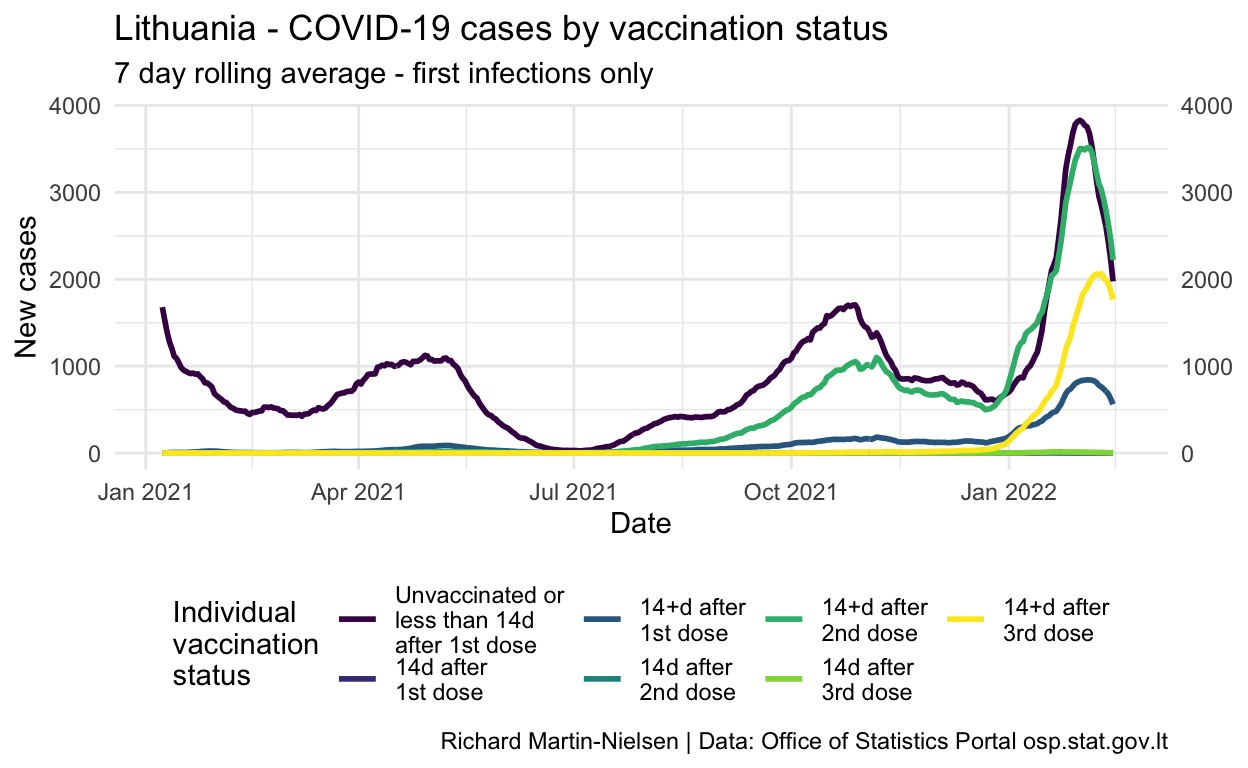 Lithuania - COVID-19 cases by vaccination status
7 day rolling average - first infections only
4000
3000
2000
1000
0
New cases
4000
3000
2000
1000
0
Jan 2021
Apr 2021
Jul 2021
Oct 2021
Jan 2022
Date
Individual
vaccination
status
Unvaccinated or
less than 14d
after 1st dose
14d after
1st dose
14+d after
1st dose
14d after
2nd dose
14+d after
2nd dose
14d after
3rd dose
14+d after
3rd dose
Richard Martin-Nielsen | Data: Office of Statistics Portal osp.stat.gov.lt